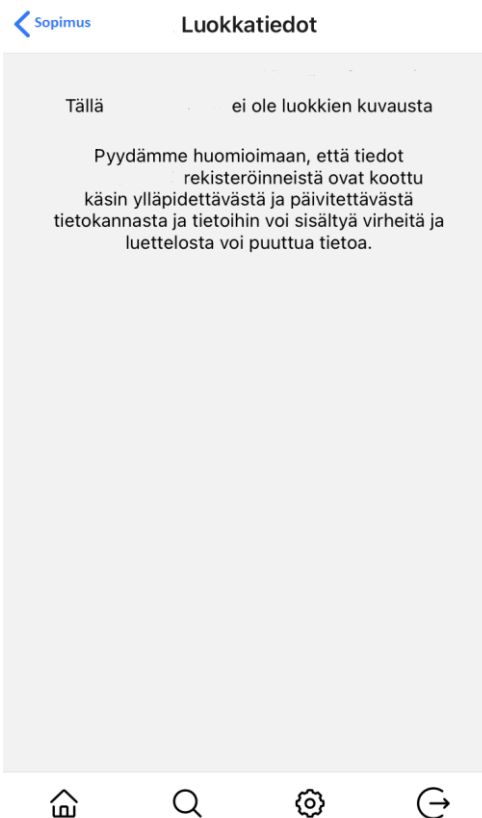 Sopimus
Luokkatiedot
Tällä ei ole luokkien kuvausta
Pyydämme huomioimaan, että tiedot
rekisteröinneistä ovat koottu
käsin ylläpidettävästä ja päivitettävästä
tietokannasta ja tietoihin voi sisältyä virheitä ja
luettelosta voi puuttua tietoa.